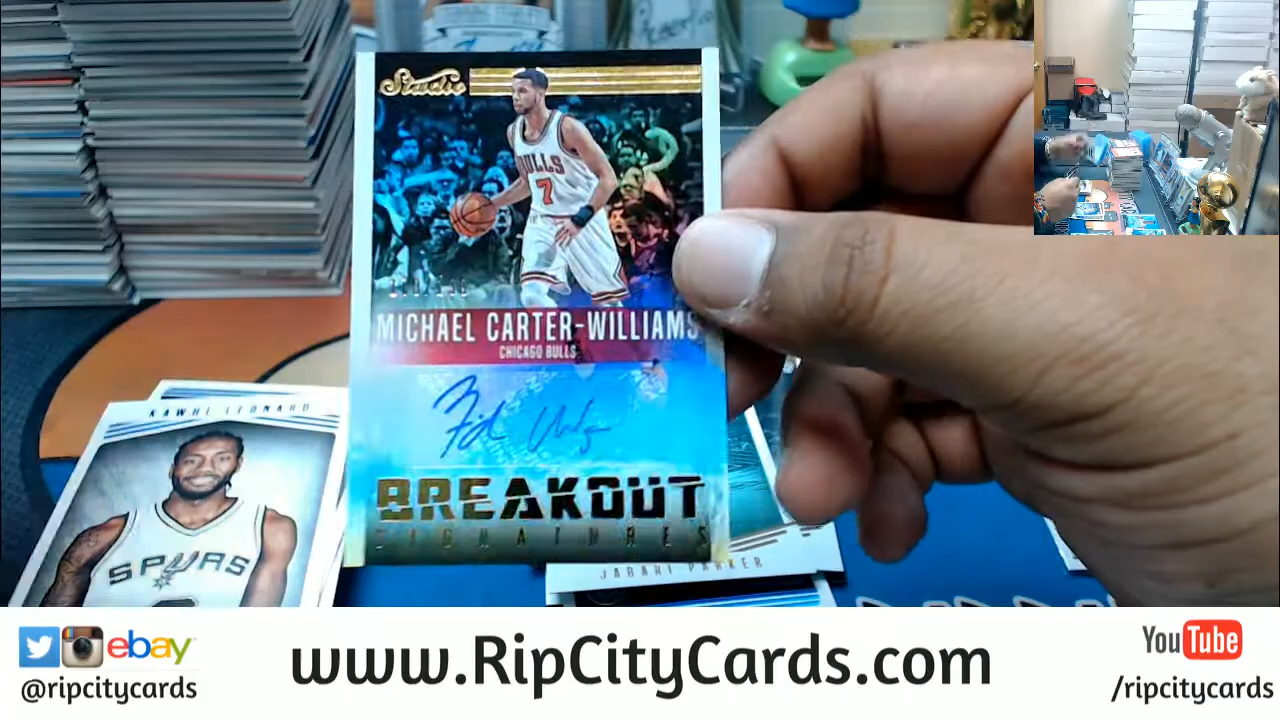 Studio
BULLS
7
MICHAEL CARTER-WILLIAMS
CHICAGO BULLS
BREAKOUT
SIGNATURES
KAWHI LEONARD
SPURS
JABARI PARKER
ebay
www.RipCityCards.com
YouTube
@ripcitycards
/ripcitycards